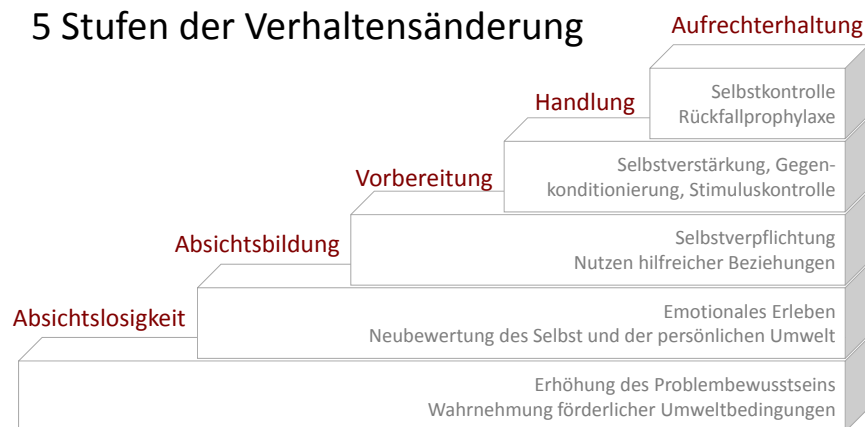 5 Stufen der Verhaltensänderung
Aufrechterhaltung
Selbstkontrolle
Rückfallprophylaxe
Handlung
Selbstverstärkung, Gegen-
konditionierung, Stimuluskontrolle
Vorbereitung
Selbstverpflichtung
Nutzen hilfreicher Beziehungen
Absichtsbildung
Emotionales Erleben
Neubewertung des Selbst und der persönlichen Umwelt
Absichtslosigkeit
Erhöhung des Problembewusstseins
Wahrnehmung förderlicher Umweltbedingungen